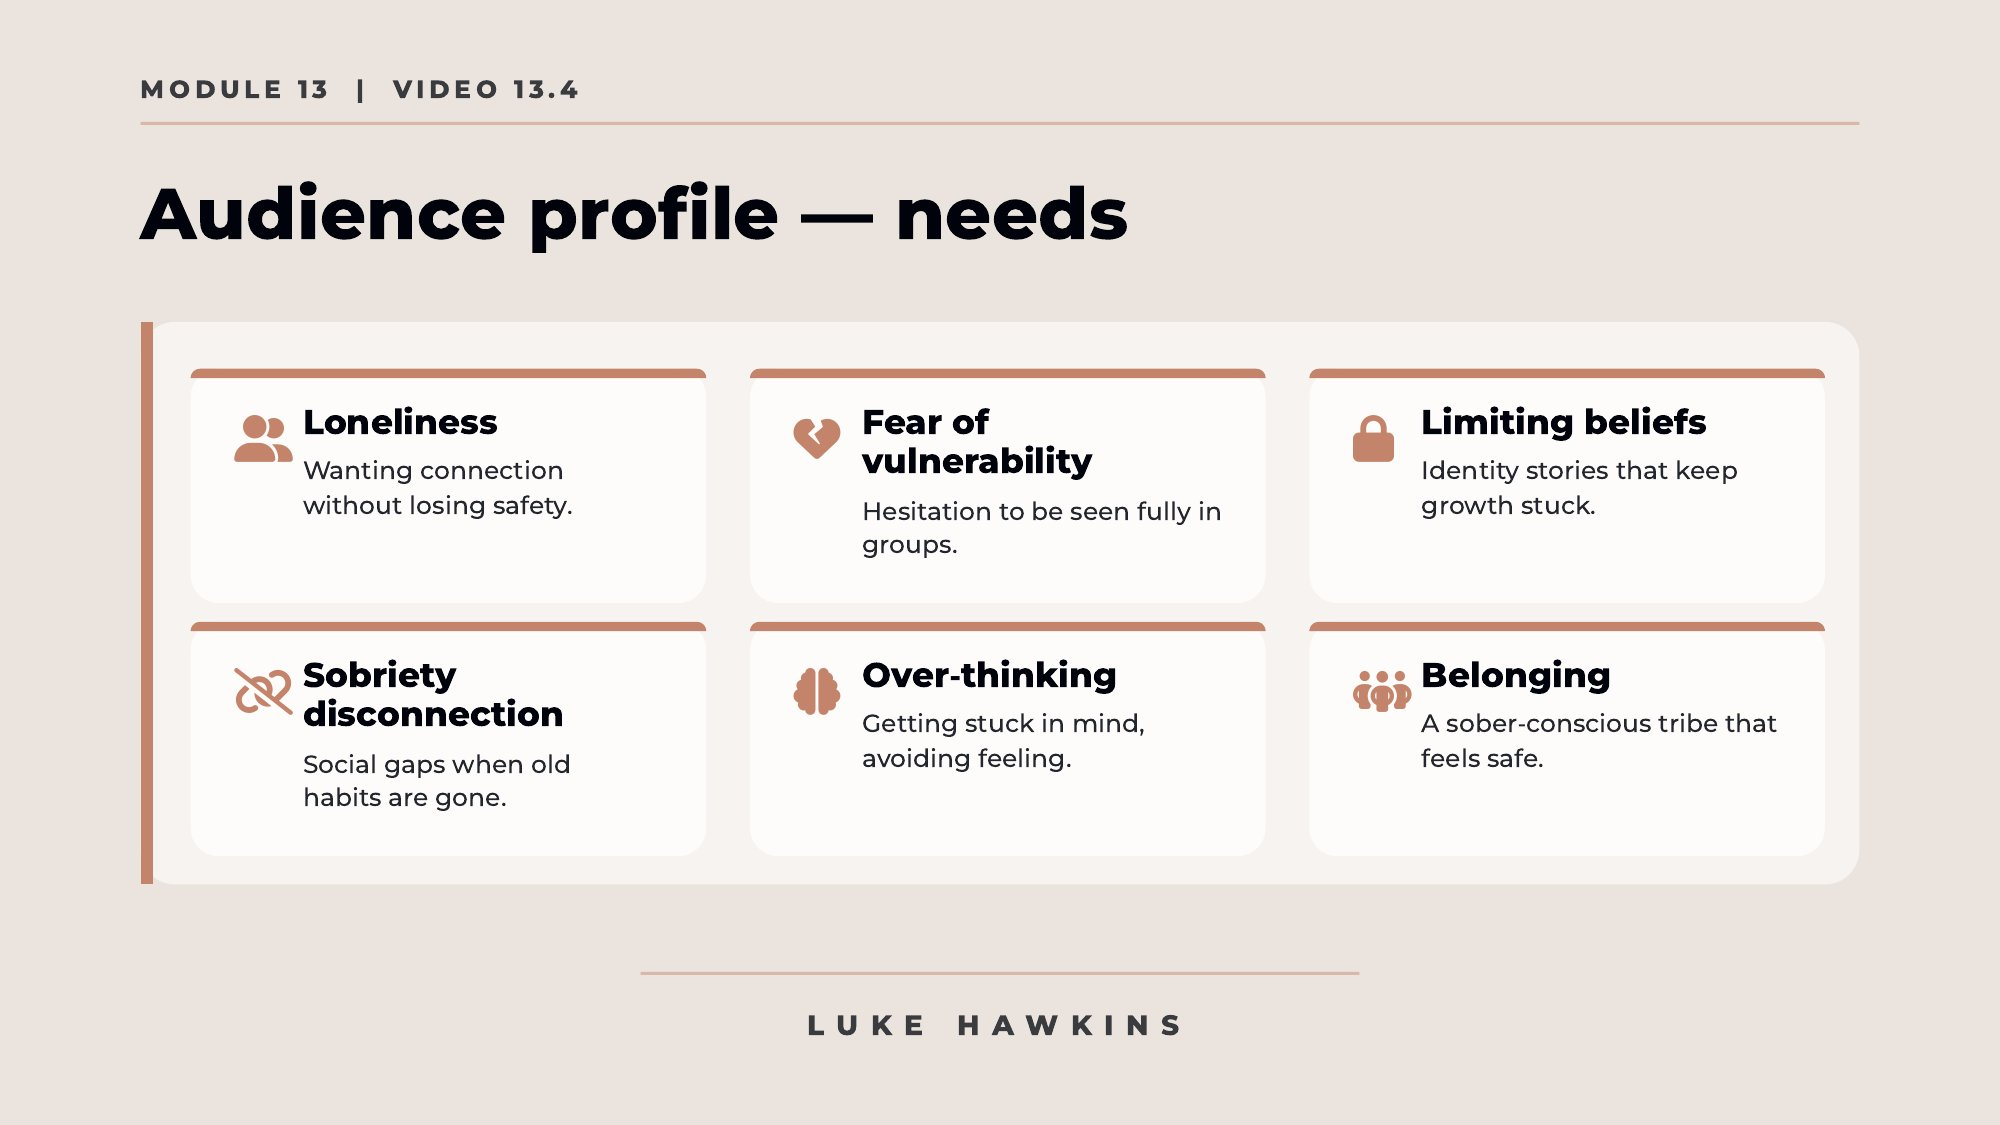 MODULE 13 | VIDEO 13.4
Audience profile — needs
Loneliness
Wanting connection
without losing safety.
Fear of
vulnerability
Hesitation to be seen fully in
groups.
Limiting beliefs
Identity stories that keep
growth stuck.
Sobriety
disconnection
Social gaps when old
habits are gone.
Over-thinking
Getting stuck in mind,
avoiding feeling.
Belonging
A sober-conscious tribe that
feels safe.
LUKE HAWKINS